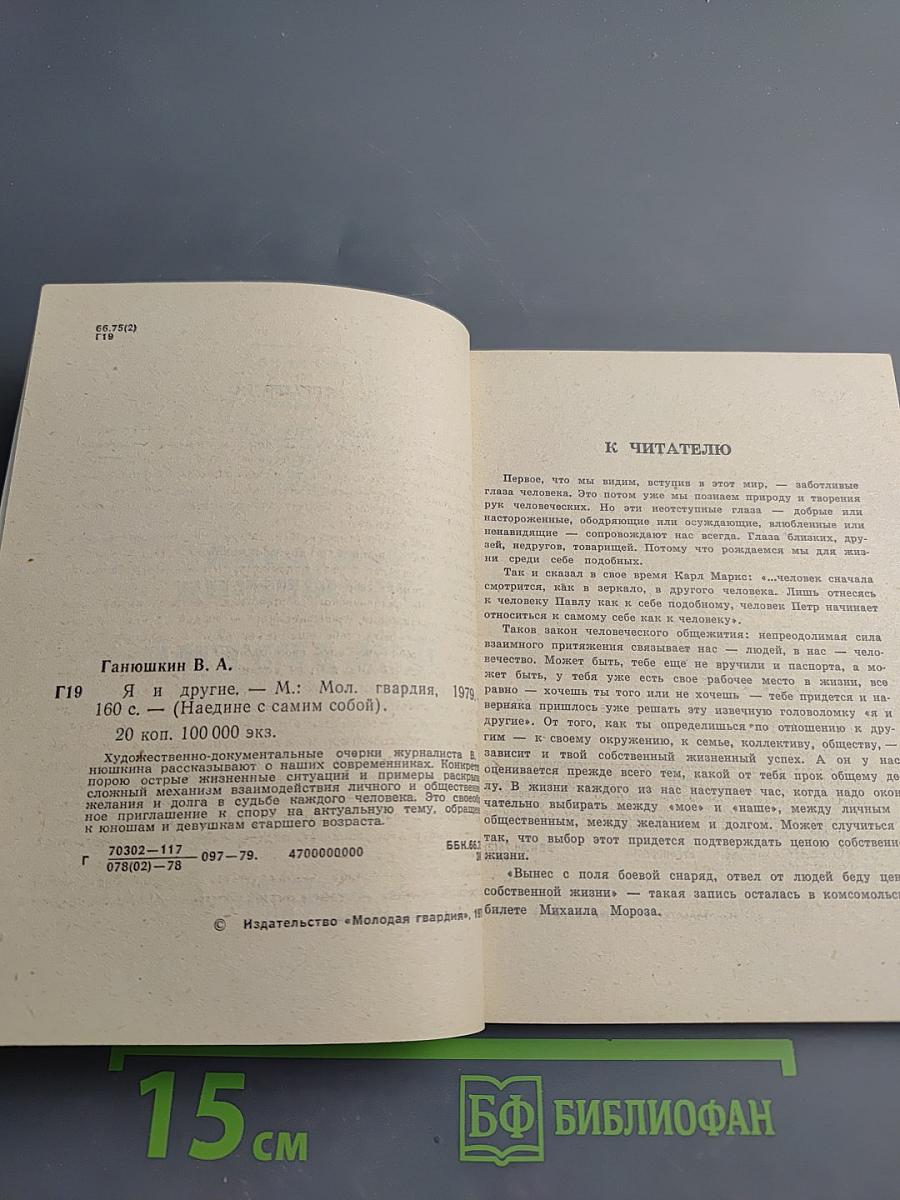 66.75(2)
Г19
Ганюшкин В. А.
Г19 Я и другие. — М.: Мол. гвардия, 1979.
160 с. — (Наедине с самим собой).
20 коп. 100 000 экз.
Художественно-документальные очерки журналиста В.
нюшкина рассказывают о наших современниках. Конкрет
порою острые жизненные ситуации и примеры раскрыв
сложный механизм взаимодействия личного и обществен
желания и долга в судьбе каждого человека. Это своеоб
ное приглашение к спору на актуальную тему, обращен
к юношам и девушкам старшего возраста.
Г 70302—117
078(02)—78 097—79. 4700000000
ББК.66.
© Издательство «Молодая гвардия», 19
К ЧИТАТЕЛЮ
Первое, что мы видим, вступив в этот мир, — заботливые
глаза человека. Это потом уже мы познаем природу и творения
рук человеческих. Но эти неотступные глаза — добрые или
настороженные, ободряющие или осуждающие, влюбленные или
ненавидящие — сопровождают нас всегда. Глаза близких, дру-
зей, недругов, товарищей. Потому что рождаемся мы для жиз-
ни среди себе подобных.
Так и сказал в свое время Карл Маркс: «...человек сначала
смотрится, как в зеркало, в другого человека. Лишь отнесясь
к человеку Павлу как к себе подобному, человек Петр начинает
относиться к самому себе как к человеку».
Таков закон человеческого общежития: непреодолимая сила
взаимного притяжения связывает нас — людей, в нас — чело-
вечество. Может быть, тебе еще не вручили и паспорта, а мо-
жет быть, у тебя уже есть свое рабочее место в жизни, все
равно — хочешь ты того или не хочешь — тебе придется и на-
верняка пришлось уже решать эту извечную головоломку «я и
другие». От того, как ты определишься по отношению к дру-
гим — к своему окружению, к семье, коллективу, обществу, —
зависит и твой собственный жизненный успех. А он у нас
оценивается прежде всего тем, какой от тебя прок общему де-
лу. В жизни каждого из нас наступает час, когда надо окон
чательно выбирать между «мое» и «наше», между личным
общественным, между желанием и долгом. Может случиться
так, что выбор этот придется подтверждать ценою собственн
жизни.
«Вынес с поля боевой снаряд, отвел от людей беду цен
собственной жизни» — такая запись осталась в комсомольск
билете Михаила Мороза.
15 см
БФ БИБЛИОФАН